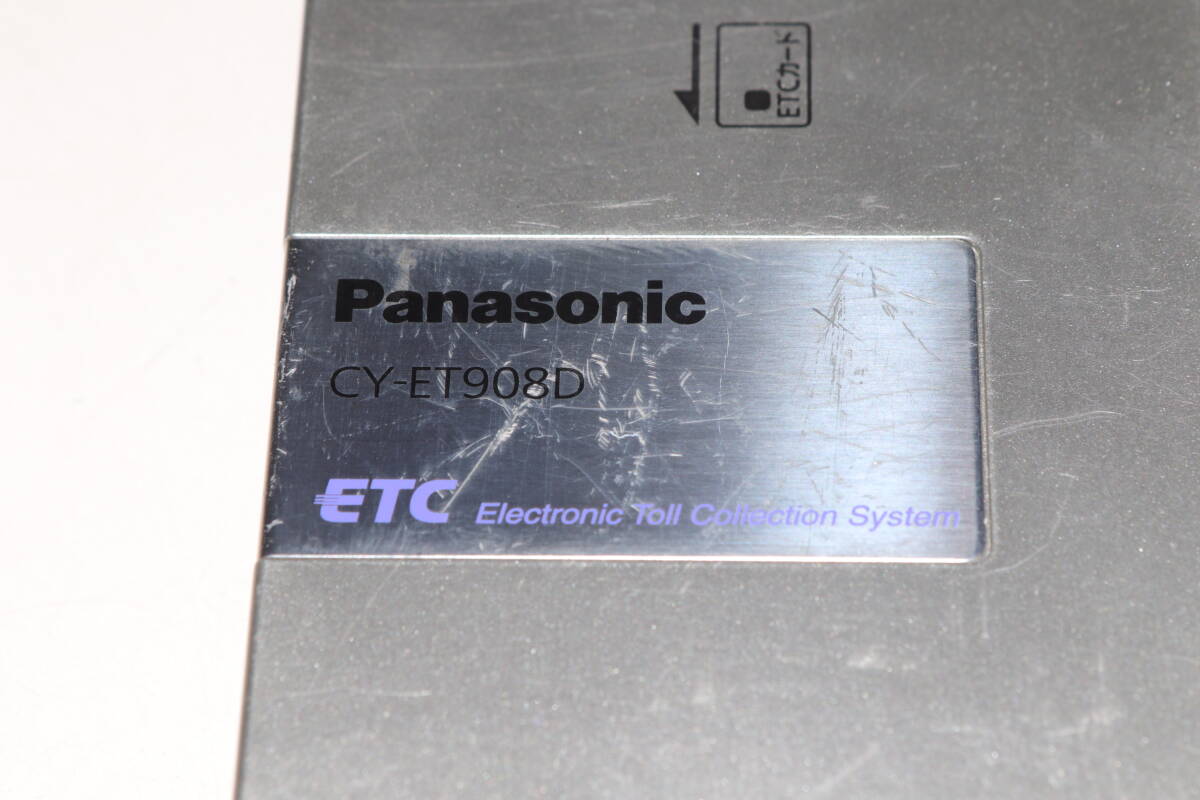 ETCカード
Panasonic
CY-ET908D
ETC Electronic Toll Collection System